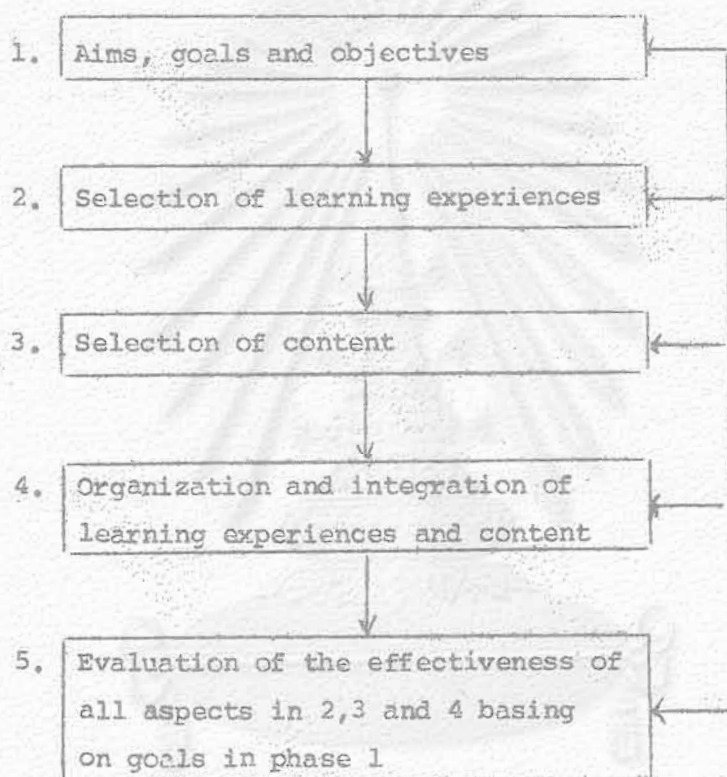 1. Aims, goals and objectives
2. Selection of learning experiences
3. Selection of content
4. Organization and integration of
learning experiences and content
5. Evaluation of the effectiveness of
all aspects in 2,3 and 4 basing
on goals in phase 1